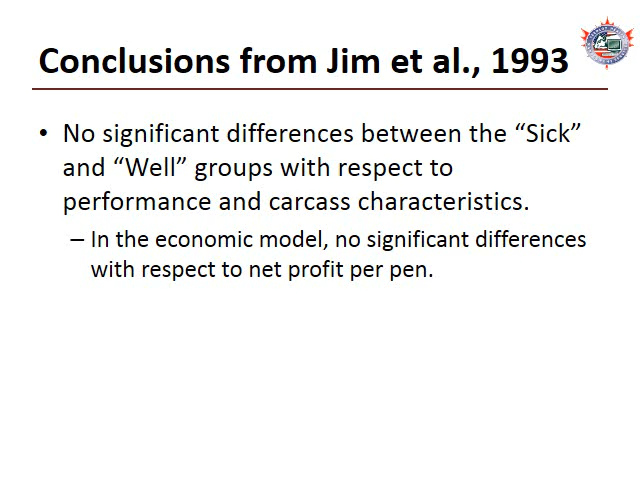 Conclusions from Jim et al., 1993
• No significant differences between the “Sick”
and “Well” groups with respect to
performance and carcass characteristics.
– In the economic model, no significant differences
with respect to net profit per pen.